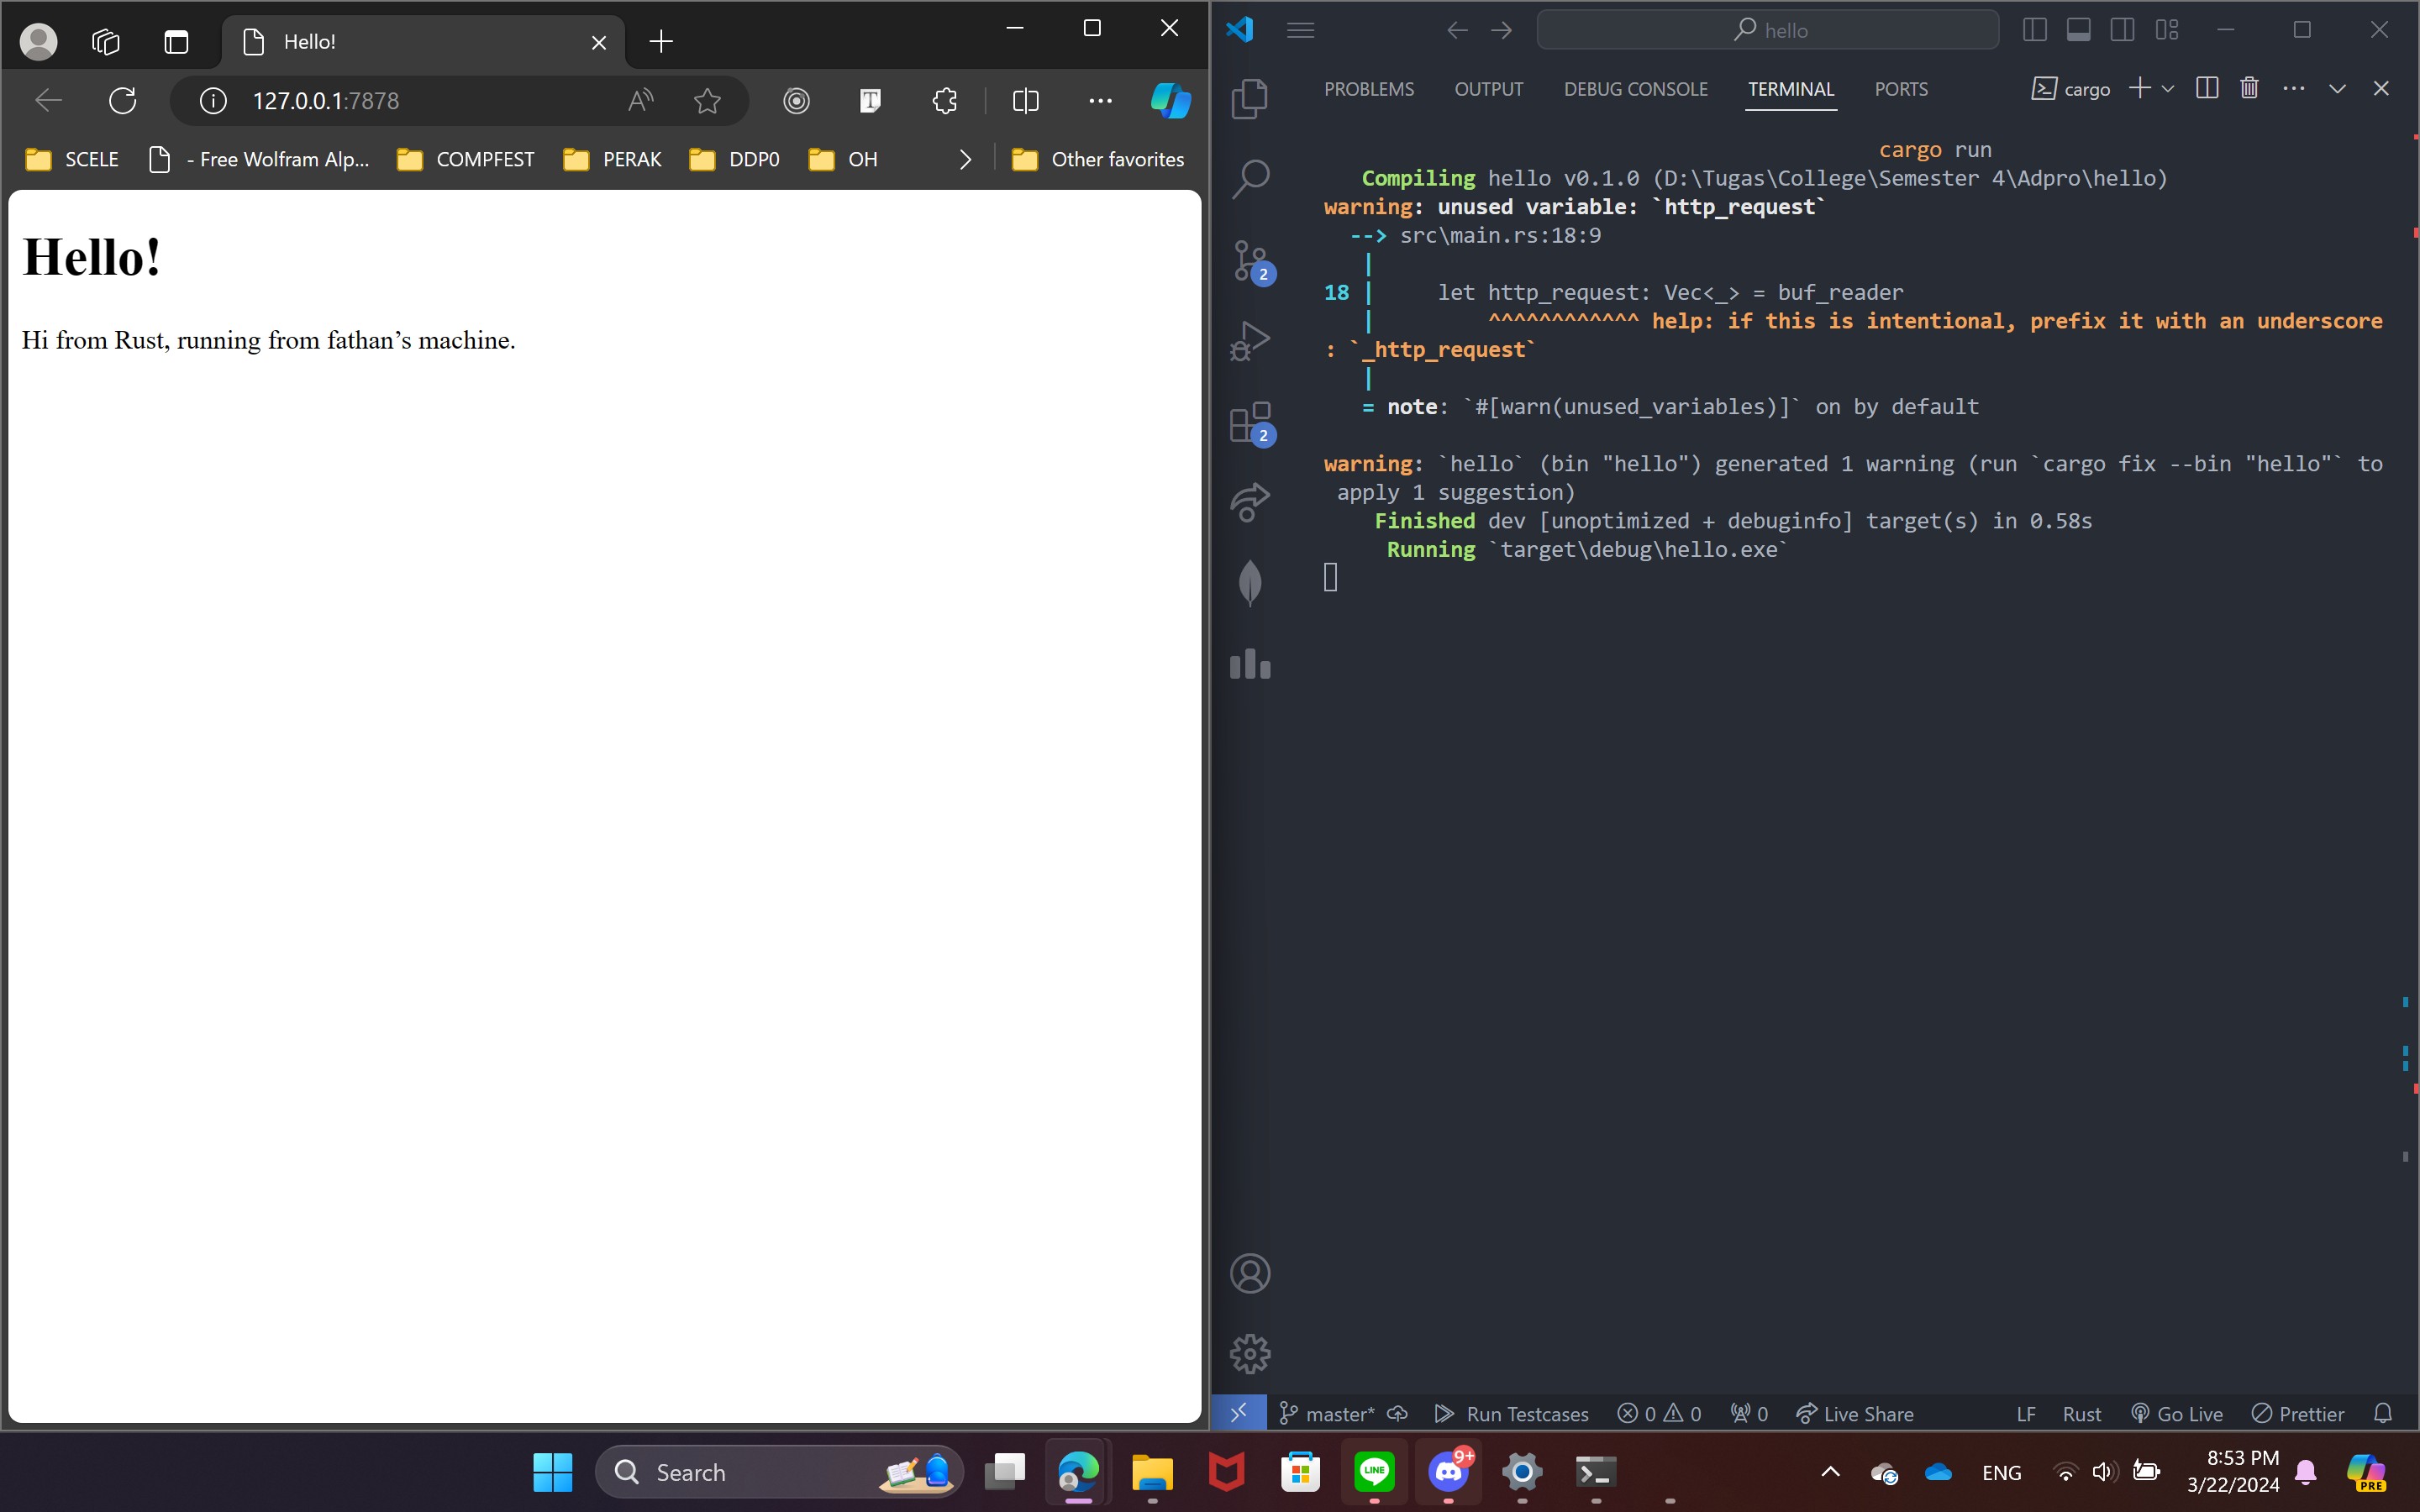 Hello!
127.0.0.1:7878
SCELE
- Free Wolfram Alp...
COMPFEST
PERAK
DDP0
OH
Other favorites
Hello!
Hi from Rust, running from fathan’s machine.
hello
PROBLEMS
OUTPUT
DEBUG CONSOLE
TERMINAL
PORTS
cargo
cargo run
Compiling hello v0.1.0 (D:\Tugas\College\Semester 4\Adpro\hello)
warning: unused variable: `http_request`
--> src\main.rs:18:9
|
18 | let http_request: Vec<_> = buf_reader
| ^^^^^^^^^^^^ help: if this is intentional, prefix it with an underscore
: `_http_request`
|
= note: `#[warn(unused_variables)]` on by default
warning: `hello` (bin "hello") generated 1 warning (run `cargo fix --bin "hello"` to
apply 1 suggestion)
Finished dev [unoptimized + debuginfo] target(s) in 0.58s
Running `target\debug\hello.exe`
2
2
master*
Run Testcases
0
0
0
Live Share
LF
Rust
Go Live
Prettier
Search
LINE
9+
ENG
8:53 PM
3/22/2024
PRE